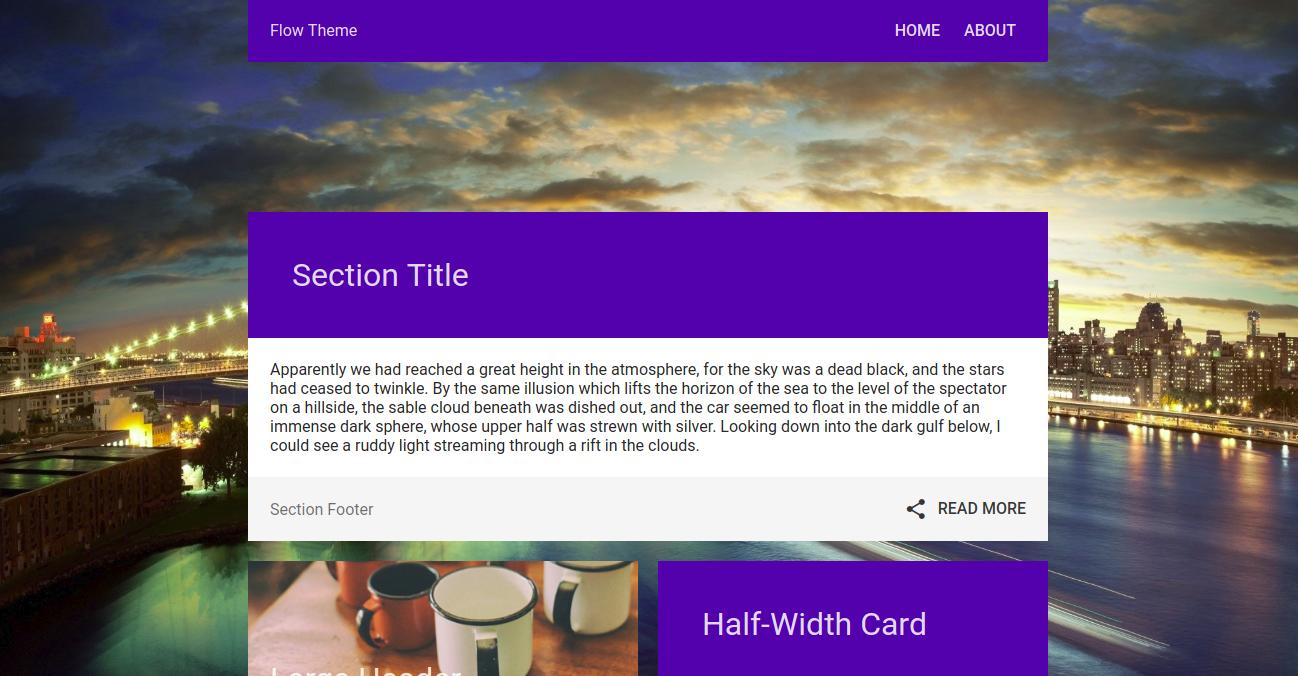 Flow Theme
HOME ABOUT
Section Title
Apparently we had reached a great height in the atmosphere, for the sky was a dead black, and the stars
had ceased to twinkle. By the same illusion which lifts the horizon of the sea to the level of the spectator
on a hillside, the sable cloud beneath was dished out, and the car seemed to float in the middle of an
immense dark sphere, whose upper half was strewn with silver. Looking down into the dark gulf below, I
could see a ruddy light streaming through a rift in the clouds.
Section Footer
READ MORE
Large Header
Half-Width Card